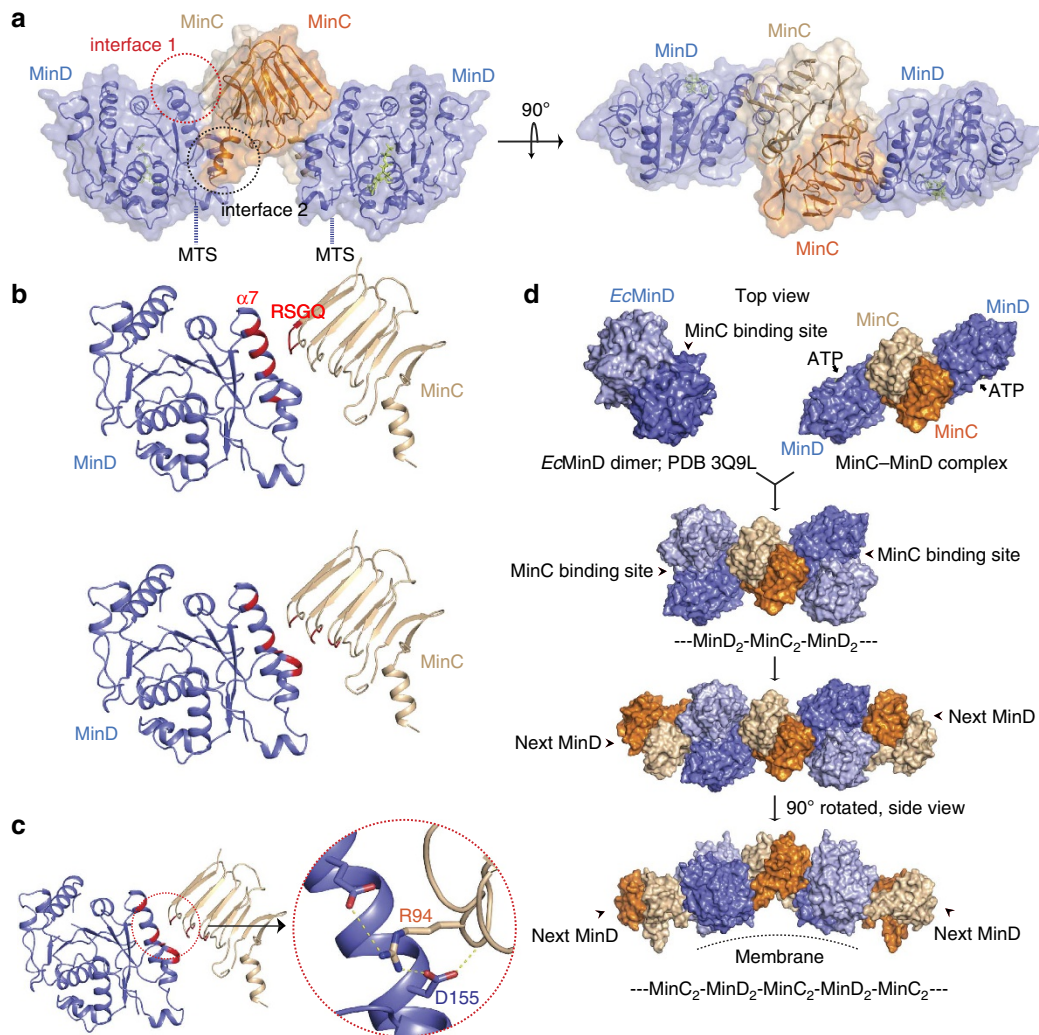 a
MinC
MinC
interface 1
MinD
MinD
interface 2
MTS
MTS
90°
MinC
MinD
MinD
MinC
b
α7
RSGQ
MinC
MinD
MinC
MinD
c
R94
D155
d
EcMinD
Top view
MinC binding site
MinC
MinD
ATP
ATP
MinD
MinC
EcMinD dimer; PDB 3Q9L
MinC–MinD complex
MinC binding site
MinC binding site
---MinD₂-MinC₂-MinD₂---
Next MinD
Next MinD
90° rotated, side view
Next MinD
Next MinD
Membrane
---MinC₂-MinD₂-MinC₂-MinD₂-MinC₂---